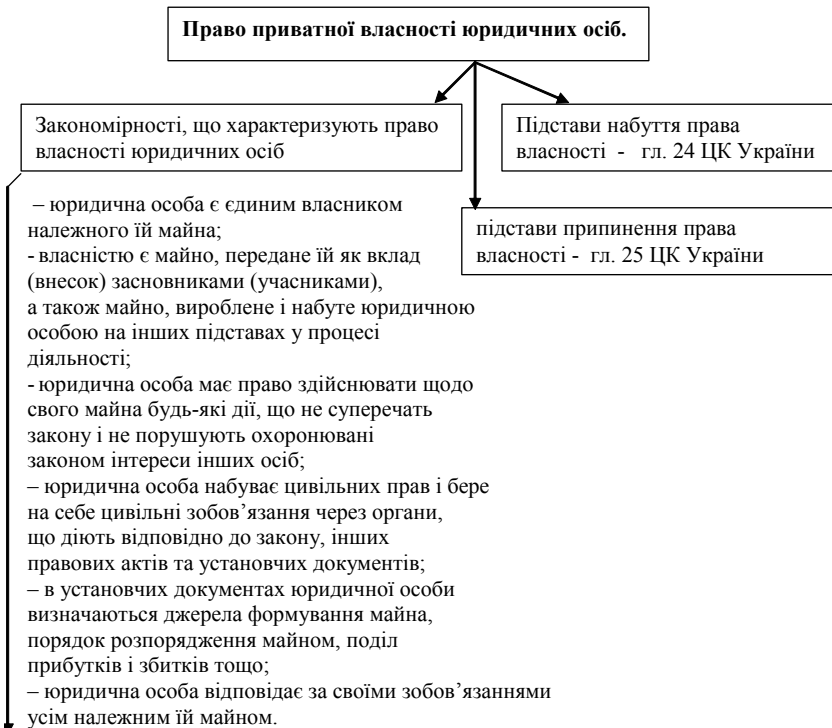 Право приватної власності юридичних осіб.
Закономірності, що характеризують право
власності юридичних осіб
Підстави набуття права
власності - гл. 24 ЦК України
підстави припинення права
власності - гл. 25 ЦК України
– юридична особа є єдиним власником
належного їй майна;
- власністю є майно, передане їй як вклад
(внесок) засновниками (учасниками),
а також майно, вироблене і набуте юридичною
особою на інших підставах у процесі
діяльності;
- юридична особа має право здійснювати щодо
свого майна будь-які дії, що не суперечать
закону і не порушують охоронювані
законом інтереси інших осіб;
– юридична особа набуває цивільних прав і бере
на себе цивільні зобов’язання через органи,
що діють відповідно до закону, інших
правових актів та установчих документів;
– в установчих документах юридичної особи
визначаються джерела формування майна,
порядок розпорядження майном, поділ
прибутків і збитків тощо;
– юридична особа відповідає за своїми зобов’язаннями
усім належним їй майном.